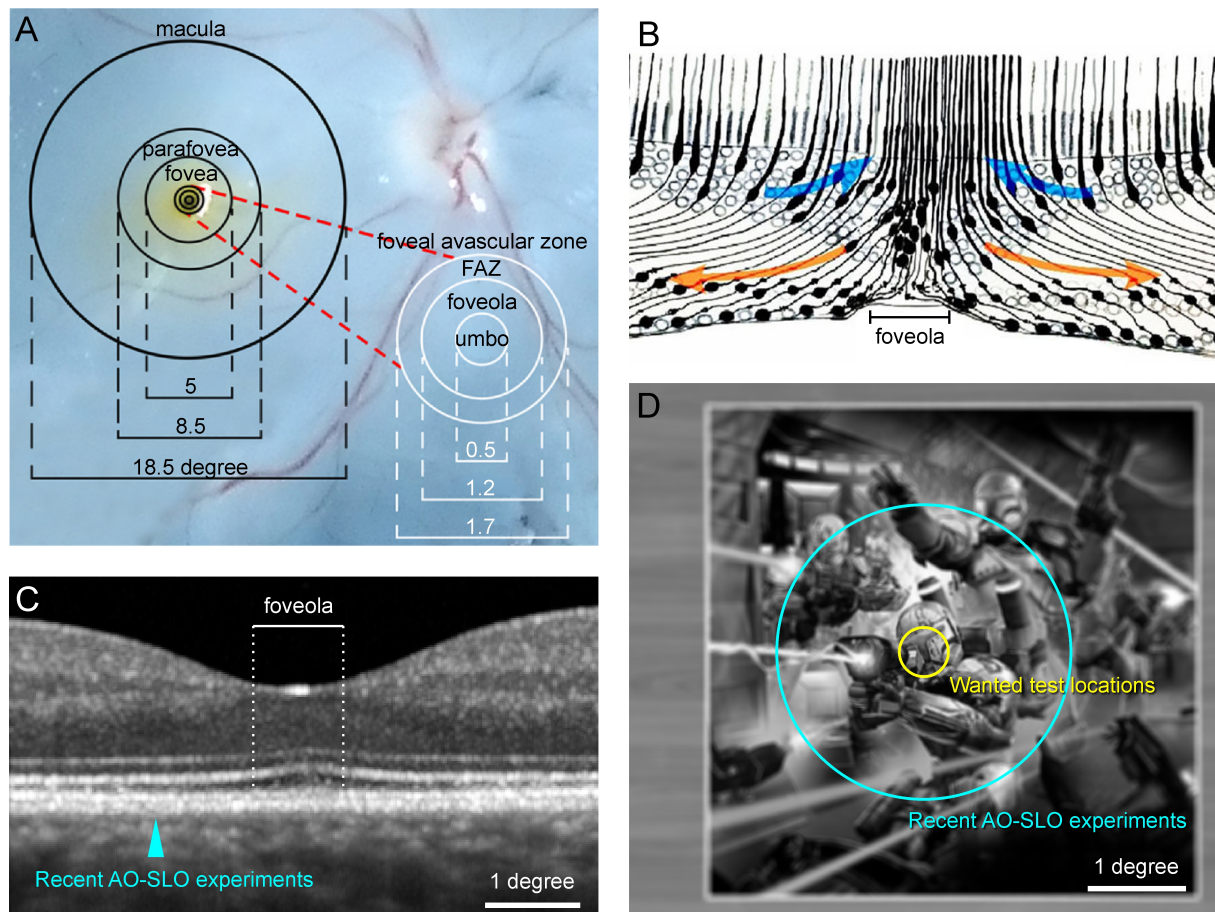 A
macula
parafovea
fovea
foveal avascular zone
FAZ
foveola
umbo
5
8.5
18.5 degree
0.5
1.2
1.7
B
foveola
C
foveola
Recent AO-SLO experiments
1 degree
D
Wanted test locations
Recent AO-SLO experiments
1 degree